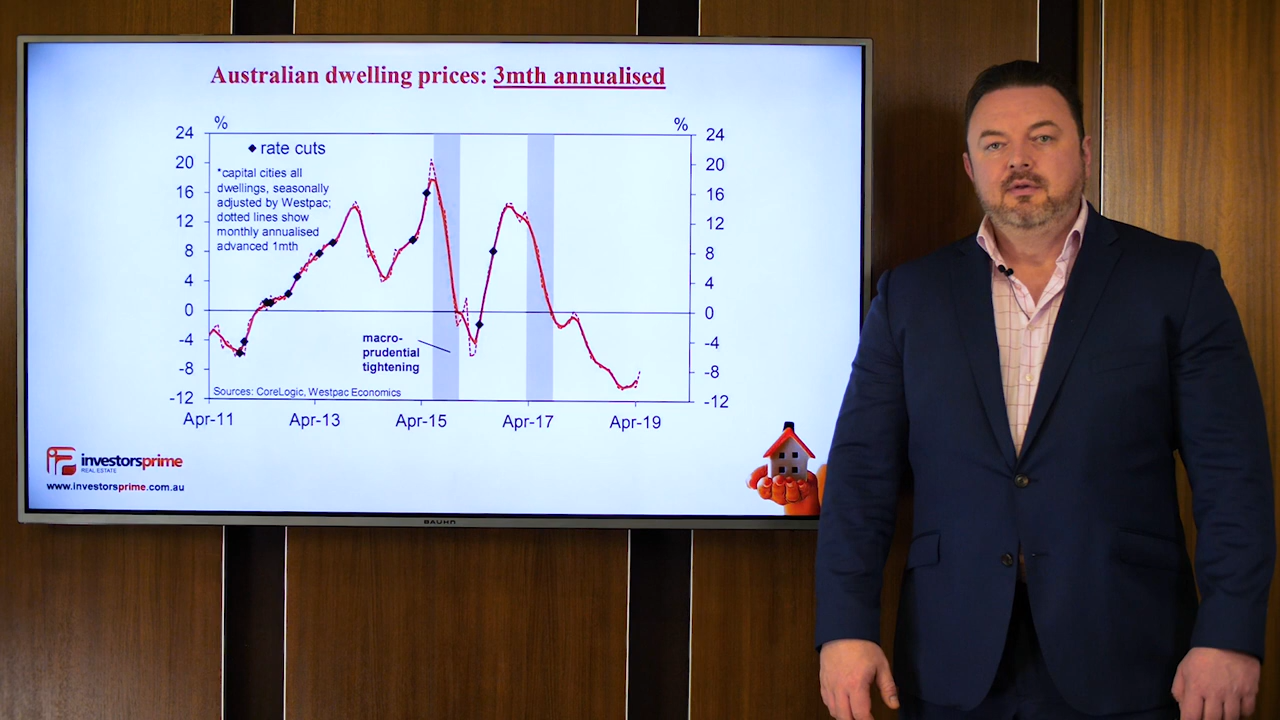 Australian dwelling prices: 3mth annualised
% %
24 24
◆ rate cuts
20 20
*capital cities all
dwellings, seasonally
adjusted by Westpac;
dotted lines show
monthly annualised
advanced 1mth
16 16
12 12
8 8
4 4
0 0
macro-
prudential
tightening
-4 -4
-8 -8
Sources: CoreLogic, Westpac Economics
-12 -12
Apr-11 Apr-13 Apr-15 Apr-17 Apr-19
investorsprime
REAL ESTATE
www.investorsprime.com.au
BAUHN